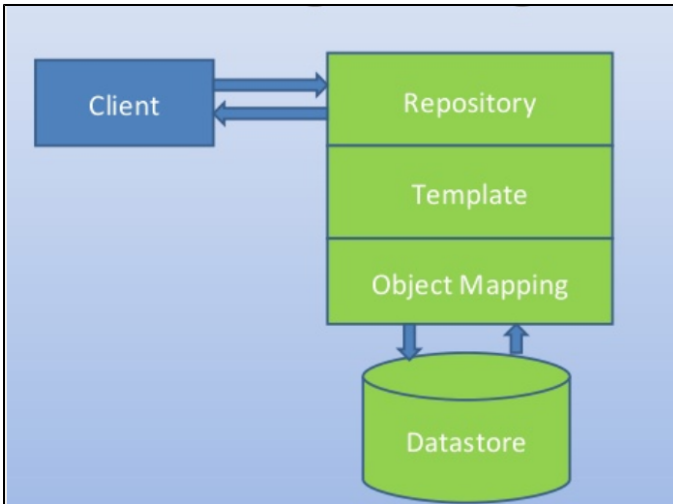 Client
Repository
Template
Object Mapping
Datastore